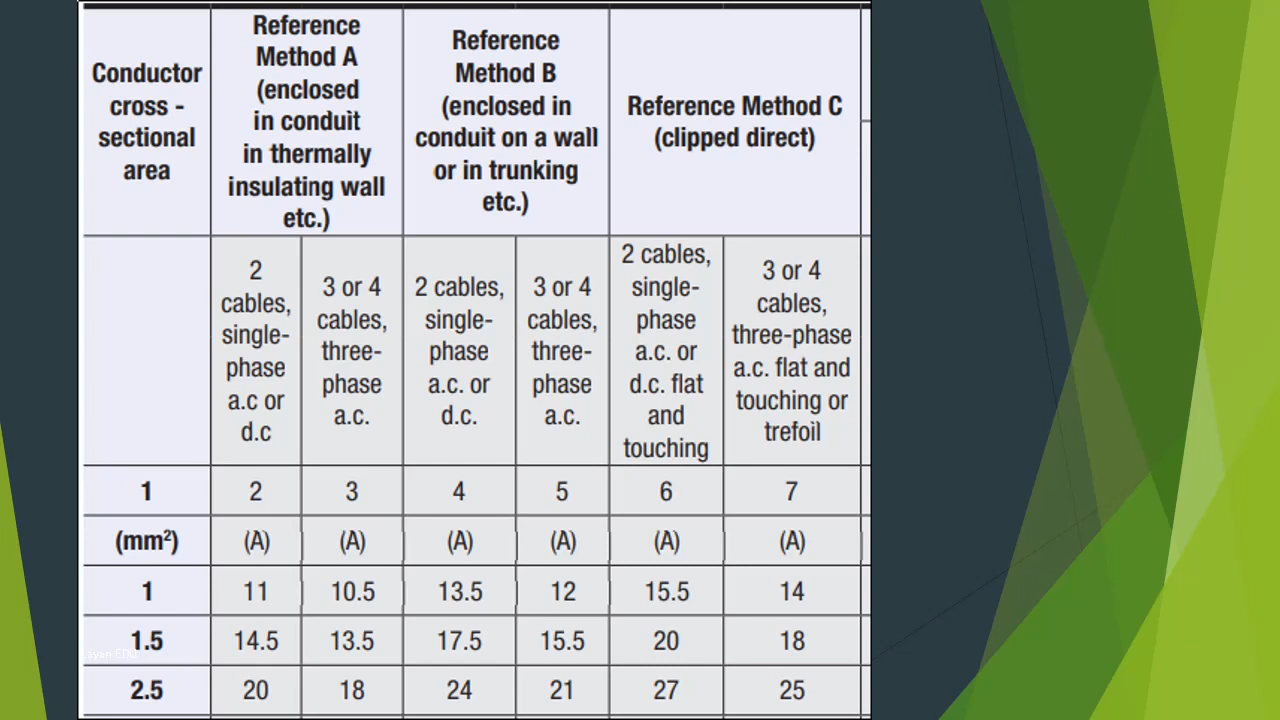 Conductor
cross -
sectional
area
Reference
Method A
(enclosed
in conduit
in thermally
insulating wall
etc.)
Reference
Method B
(enclosed in
conduit on a wall
or in trunking
etc.)
Reference Method C
(clipped direct)
2
cables,
single-
phase
a.c or
d.c
3 or 4
cables,
three-
phase
a.c.
2 cables,
single-
phase
a.c. or
d.c.
3 or 4
cables,
three-
phase
a.c.
2 cables,
single-
phase
a.c. or
d.c. flat
and
touching
3 or 4
cables,
three-phase
a.c. flat and
touching or
trefoil
1 2 3 4 5 6 7
(mm²) (A) (A) (A) (A) (A) (A)
1 11 10.5 13.5 12 15.5 14
1.5 14.5 13.5 17.5 15.5 20 18
2.5 20 18 24 21 27 25